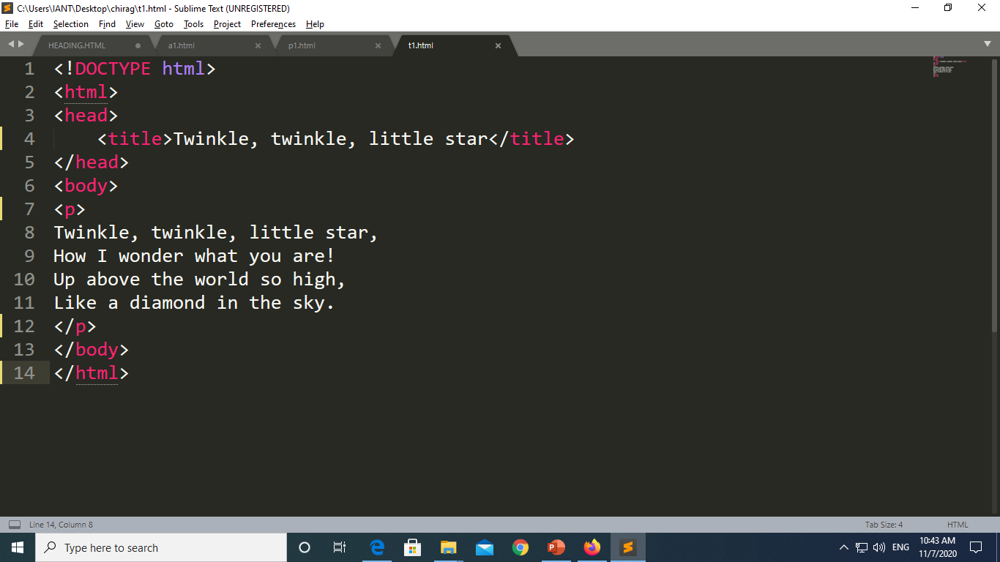 C:\Users\IANT\Desktop\chirag\t1.html - Sublime Text (UNREGISTERED)
File Edit Selection Find View Goto Tools Project Preferences Help
HEADING.HTML a1.html p1.html t1.html
1 <!DOCTYPE html>
2 <html>
3 <head>
4     <title>Twinkle, twinkle, little star</title>
5 </head>
6 <body>
7 <p>
8 Twinkle, twinkle, little star,
9 How I wonder what you are!
10 Up above the world so high,
11 Like a diamond in the sky.
12 </p>
13 </body>
14 </html>
Line 14, Column 8 Tab Size: 4 HTML
Type here to search ENG 10:43 AM
11/7/2020